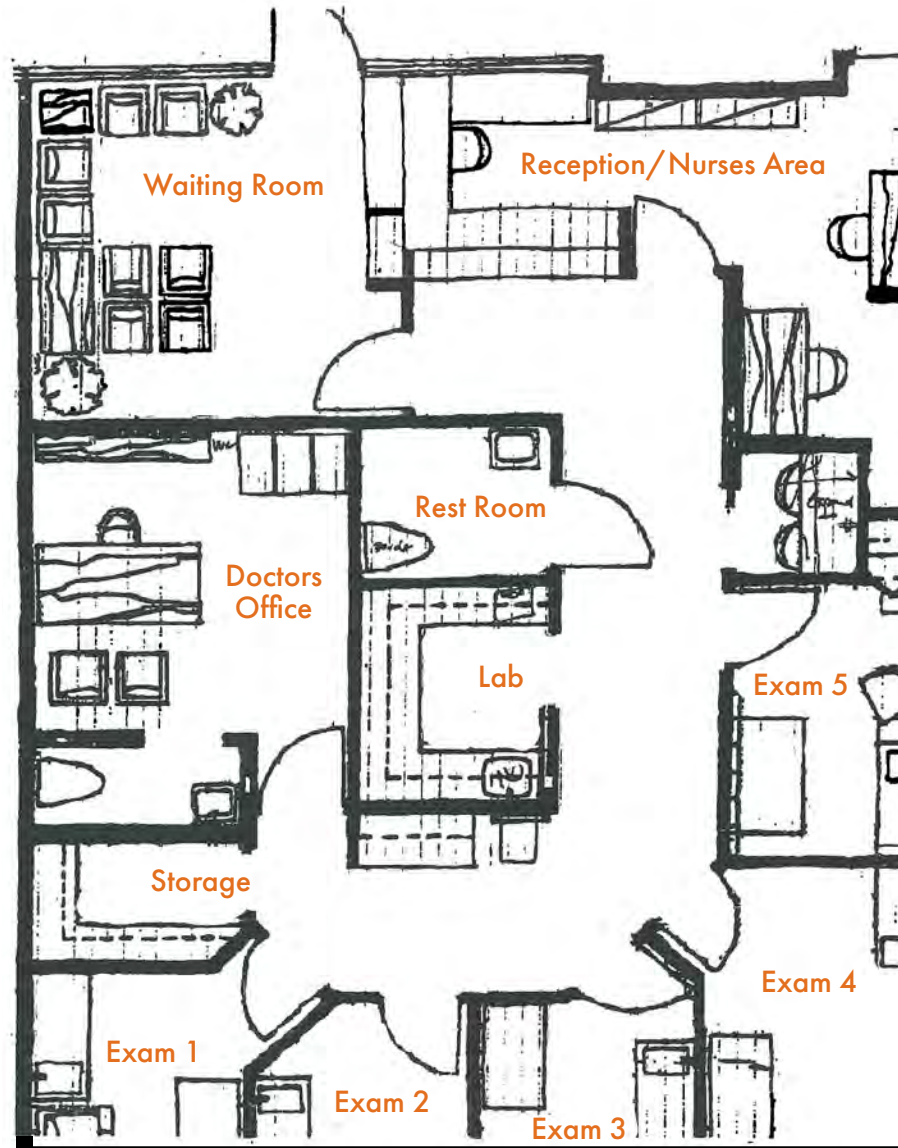 Waiting Room
Reception/Nurses Area
Rest Room
Doctors
Office
Lab
Exam 5
Storage
Exam 4
Exam 1
Exam 2
Exam 3